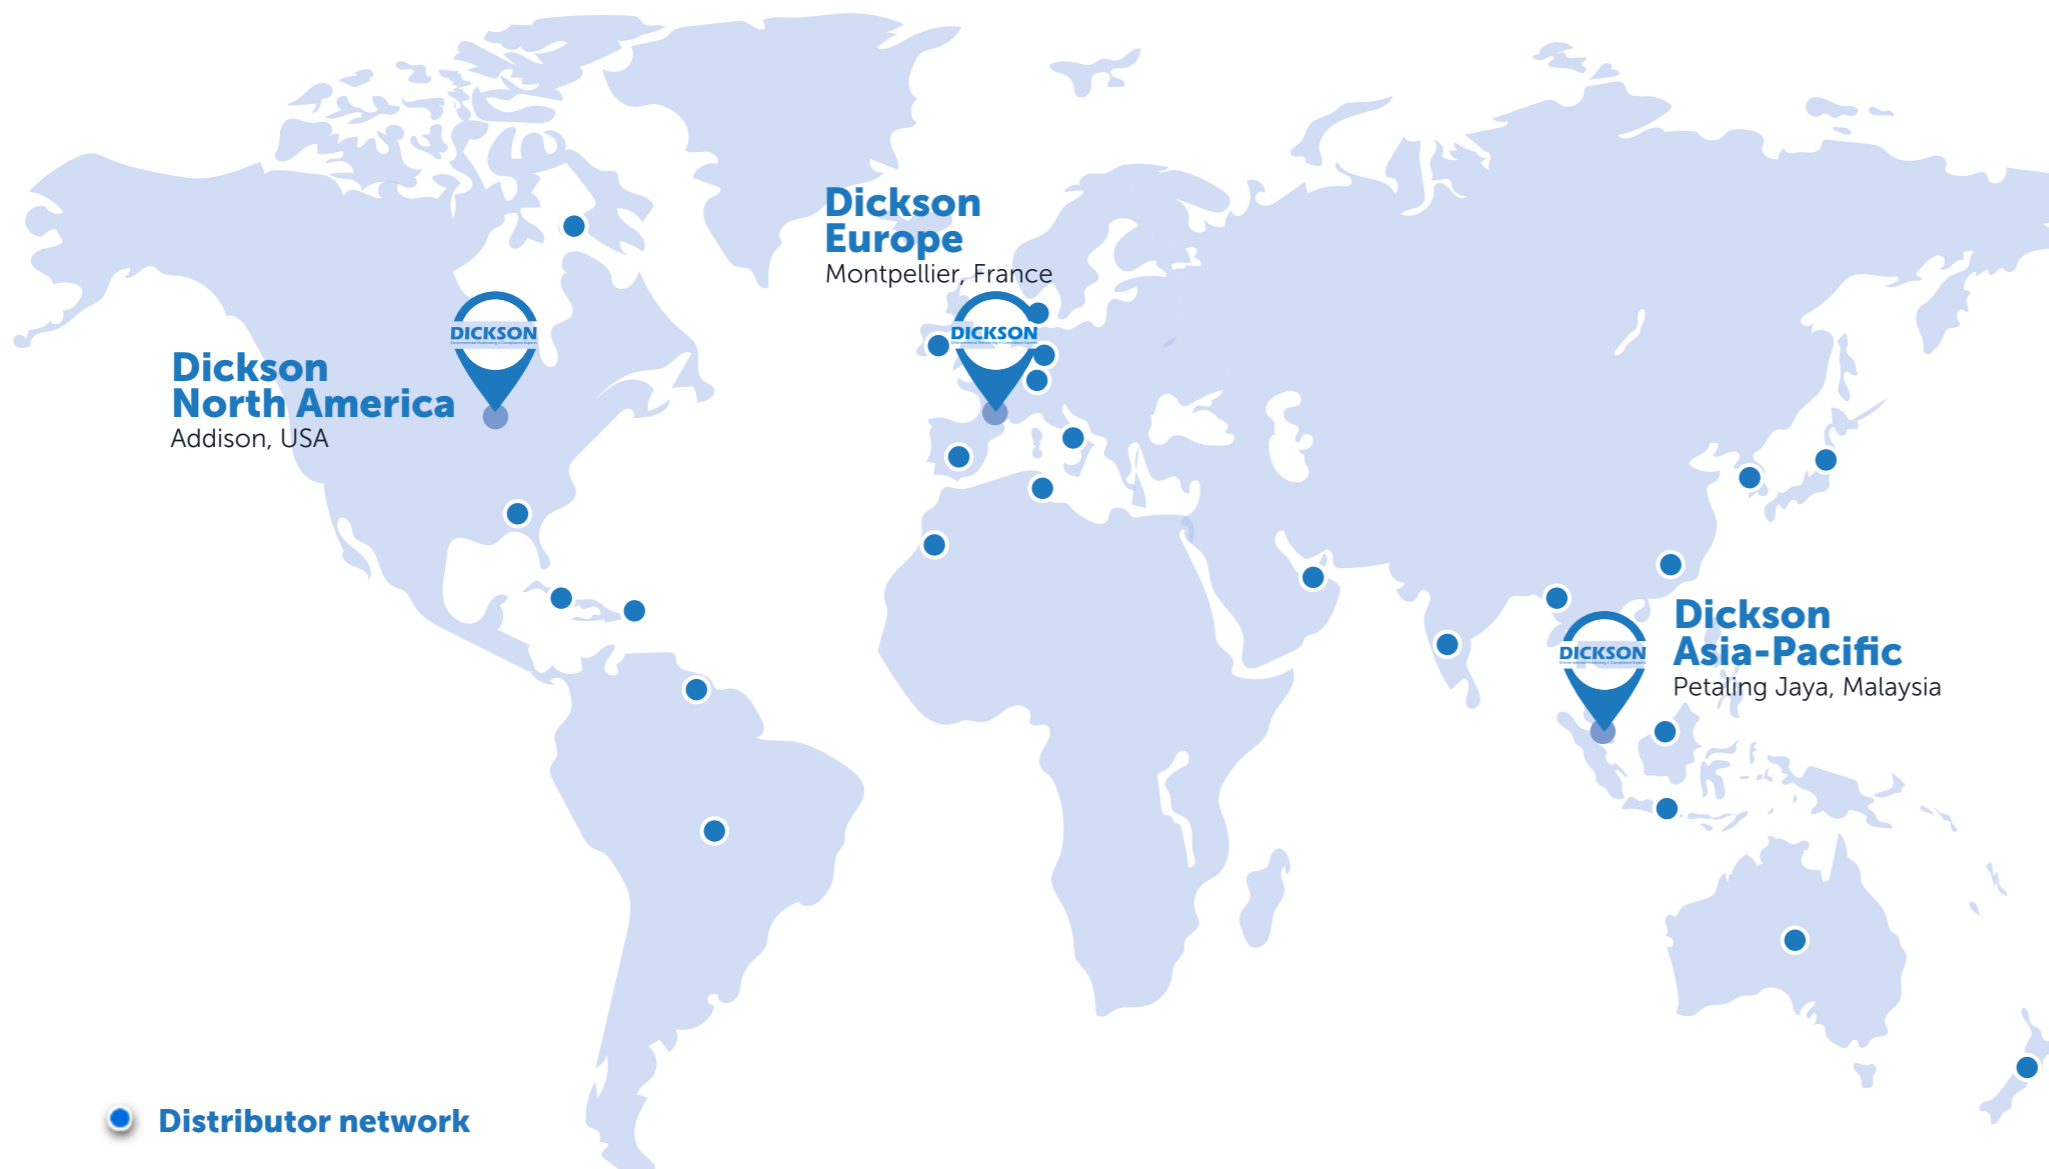 Dickson
Europe
Montpellier, France
DICKSON
DICKSON
Dickson
North America
Addison, USA
Dickson
Asia-Pacific
Petaling Jaya, Malaysia
DICKSON
Distributor network